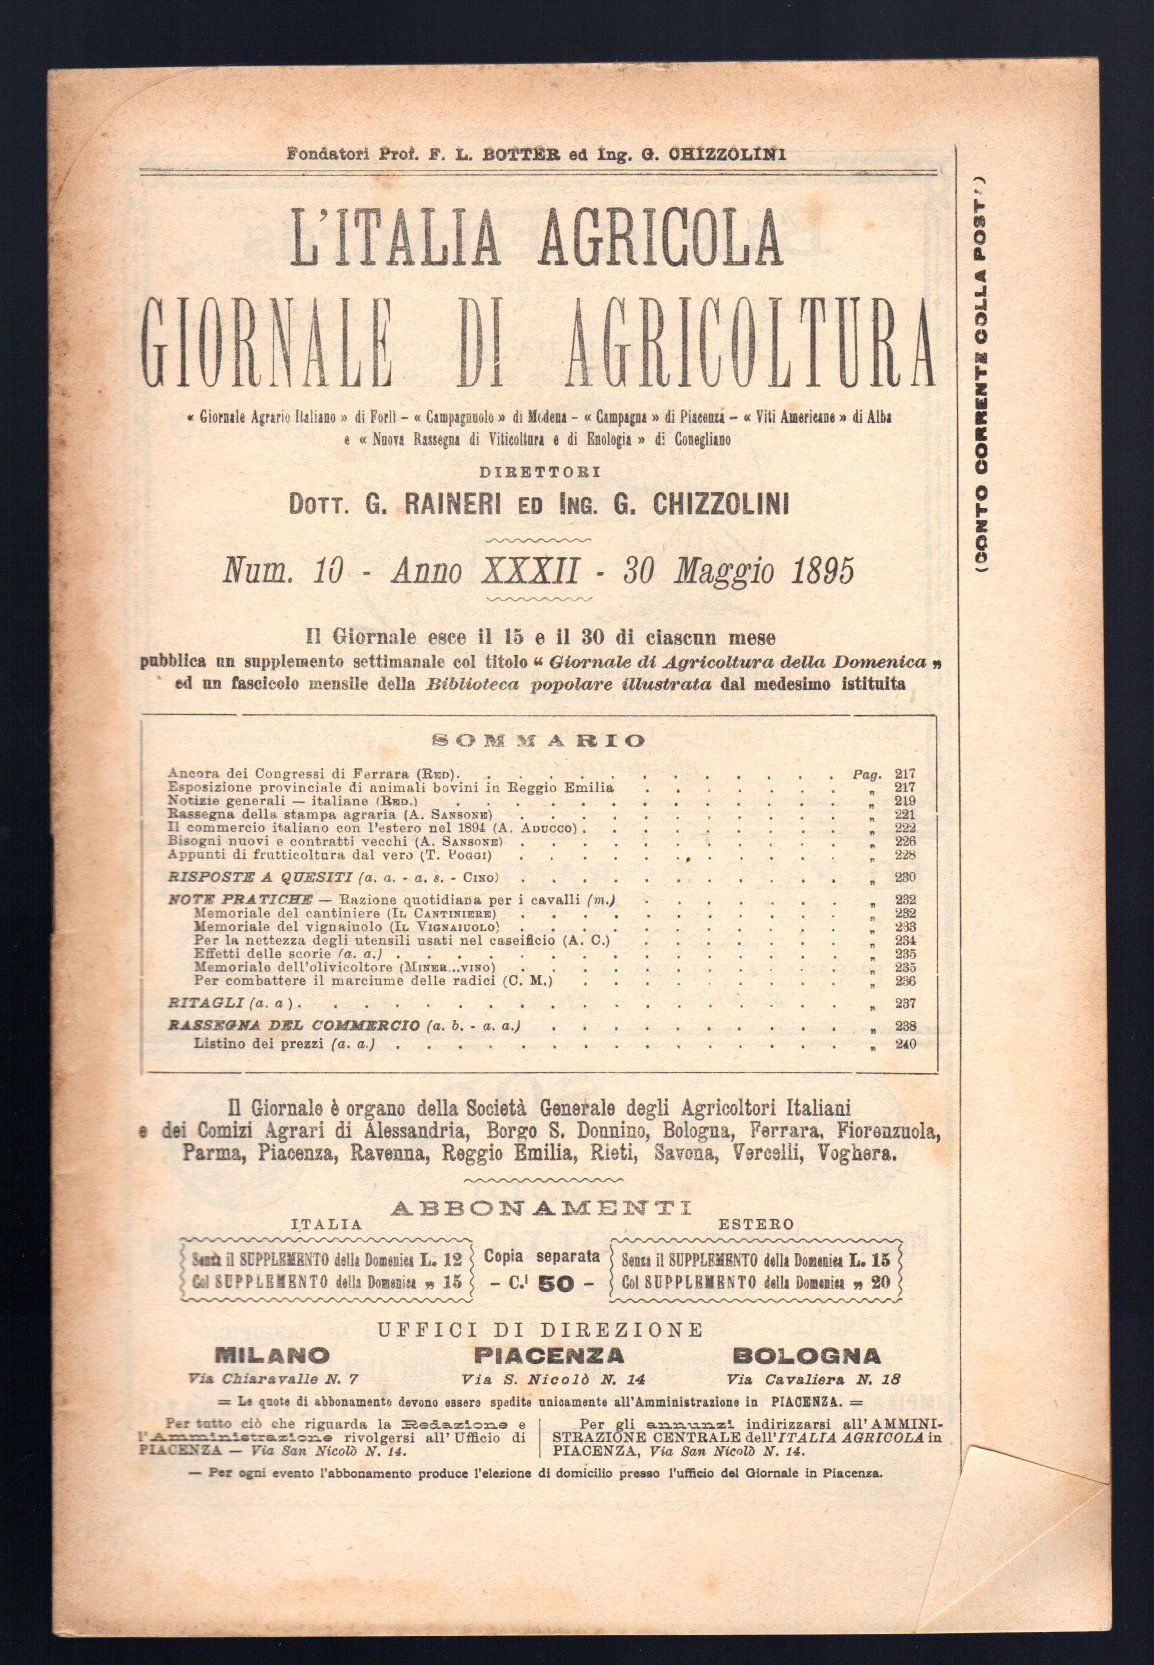 Fondatori Prof. F. L. BOTTER ed Ing. G. CHIZZOLINI
L'ITALIA AGRICOLA
GIORNALE DI AGRICOLTURA
« Giornale Agrario Italiano » di Forlì – « Campagnuolo » di Modena – « Campagna » di Piacenza – « Viti Americane » di Alba
e « Nuova Rassegna di Viticoltura e di Enologia » di Conegliano
DIRETTORI
DOTT. G. RAINERI ED ING. G. CHIZZOLINI
Num. 10 - Anno XXXII - 30 Maggio 1895
Il Giornale esce il 15 e il 30 di ciascun mese
pubblica un supplemento settimanale col titolo “ Giornale di Agricoltura della Domenica „
ed un fascicolo mensile della Biblioteca popolare illustrata dal medesimo istituita
SOMMARIO
Ancora dei Congressi di Ferrara (RED). . . . . . . . . . . . . Pag. 217
Esposizione provinciale di animali bovini in Reggio Emilia . . . . . . . „ 217
Notizie generali — italiane (RED.) . . . . . . . . . . . . . „ 219
Rassegna della stampa agraria (A. SANSONE) . . . . . . . . . . . „ 221
Il commercio italiano con l'estero nel 1894 (A. ADUCCO) . . . . . . . . . „ 222
Bisogni nuovi e contratti vecchi (A. SANSONE) . . . . . . . . . . . „ 226
Appunti di frutticoltura dal vero (T. POGGI) . . . . . . . . . . . „ 228
RISPOSTE A QUESITI (a. a. - a. s. - CINO) . . . . . . . . . . . „ 230
NOTE PRATICHE — Razione quotidiana per i cavalli (m.) . . . . . . . „ 232
Memoriale del cantiniere (IL CANTINIERE) . . . . . . . . . . . „ 232
Memoriale del vignaiuolo (IL VIGNAIUOLO) . . . . . . . . . . . „ 233
Per la nettezza degli utensili usati nel caseificio (A. C.) . . . . . . . „ 234
Effetti delle scorie (a. a.) . . . . . . . . . . . . . . . „ 235
Memoriale dell'olivicoltore (MINER...VINO) . . . . . . . . . . . „ 235
Per combattere il marciume delle radici (C. M.) . . . . . . . . . „ 236
RITAGLI (a. a). . . . . . . . . . . . . . . . . . „ 237
RASSEGNA DEL COMMERCIO (a. b. - a. a.) . . . . . . . . . . „ 238
Listino dei prezzi (a. a.) . . . . . . . . . . . . . . . „ 240
Il Giornale è organo della Società Generale degli Agricoltori Italiani
e dei Comizi Agrari di Alessandria, Borgo S. Donnino, Bologna, Ferrara, Fiorenzuola,
Parma, Piacenza, Ravenna, Reggio Emilia, Rieti, Savona, Vercelli, Voghera.
ABBONAMENTI
ITALIA
Senza il SUPPLEMENTO della Domenica L. 12
Col SUPPLEMENTO della Domenica „ 15
Copia separata
– C.i 50 –
ESTERO
Senza il SUPPLEMENTO della Domenica L. 15
Col SUPPLEMENTO della Domenica „ 20
UFFICI DI DIREZIONE
MILANO PIACENZA BOLOGNA
Via Chiaravalle N. 7 Via S. Nicolò N. 14 Via Cavaliera N. 18
= Le quote di abbonamento devono essere spedite unicamente all'Amministrazione in PIACENZA. =
Per tutto ciò che riguarda la Redazione e
l'Amministrazione rivolgersi all'Ufficio di
PIACENZA — Via San Nicolò N. 14.
Per gli annunzi indirizzarsi all'AMMINI-
STRAZIONE CENTRALE dell'ITALIA AGRICOLA in
PIACENZA, Via San Nicolò N. 14.
— Per ogni evento l'abbonamento produce l'elezione di domicilio presso l'ufficio del Giornale in Piacenza.
(CONTO CORRENTE COLLA POSTA)